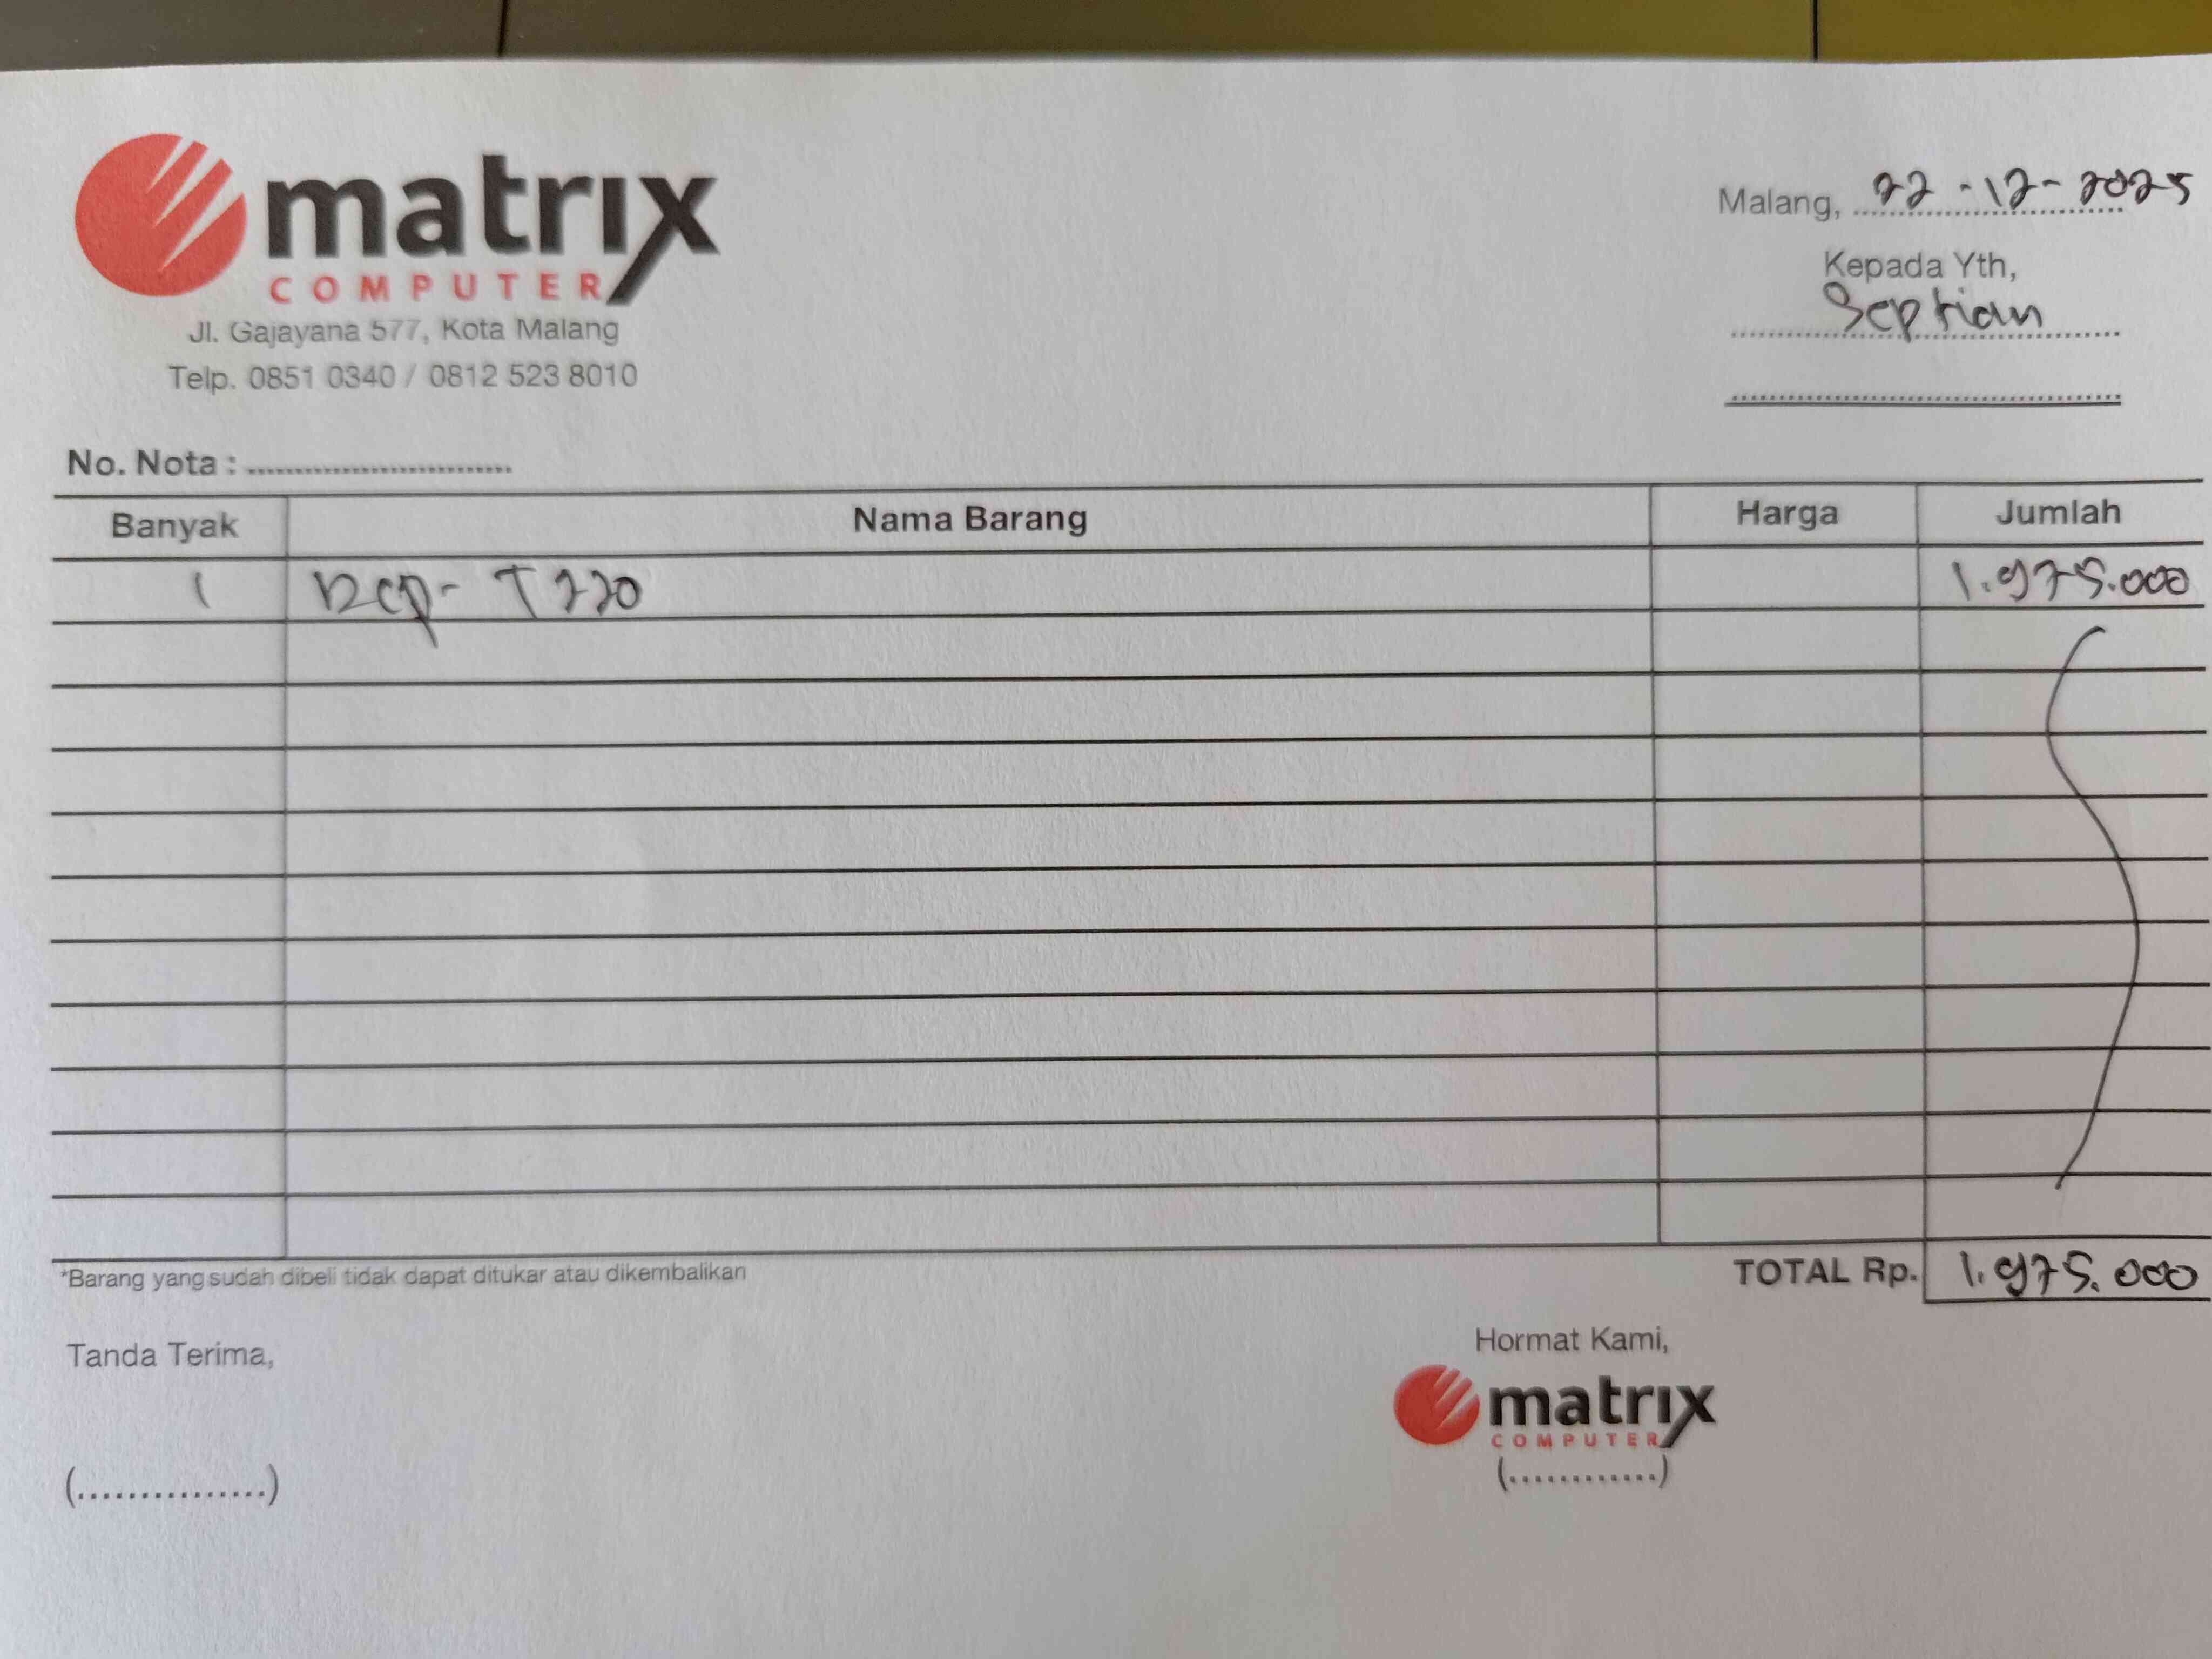 matrix
COMPUTER
Jl. Gajayana 577, Kota Malang
Telp. 0851 0340 / 0812 523 8010
Malang, 22-12-2025
Kepada Yth,
Septian
No. Nota :
Banyak Nama Barang Harga Jumlah
1 Dcp- T220 1.975.000
TOTAL Rp. 1.975.000
*Barang yang sudah dibeli tidak dapat ditukar atau dikembalikan
Tanda Terima,
Hormat Kami,
matrix
COMPUTER
(...............) (............)